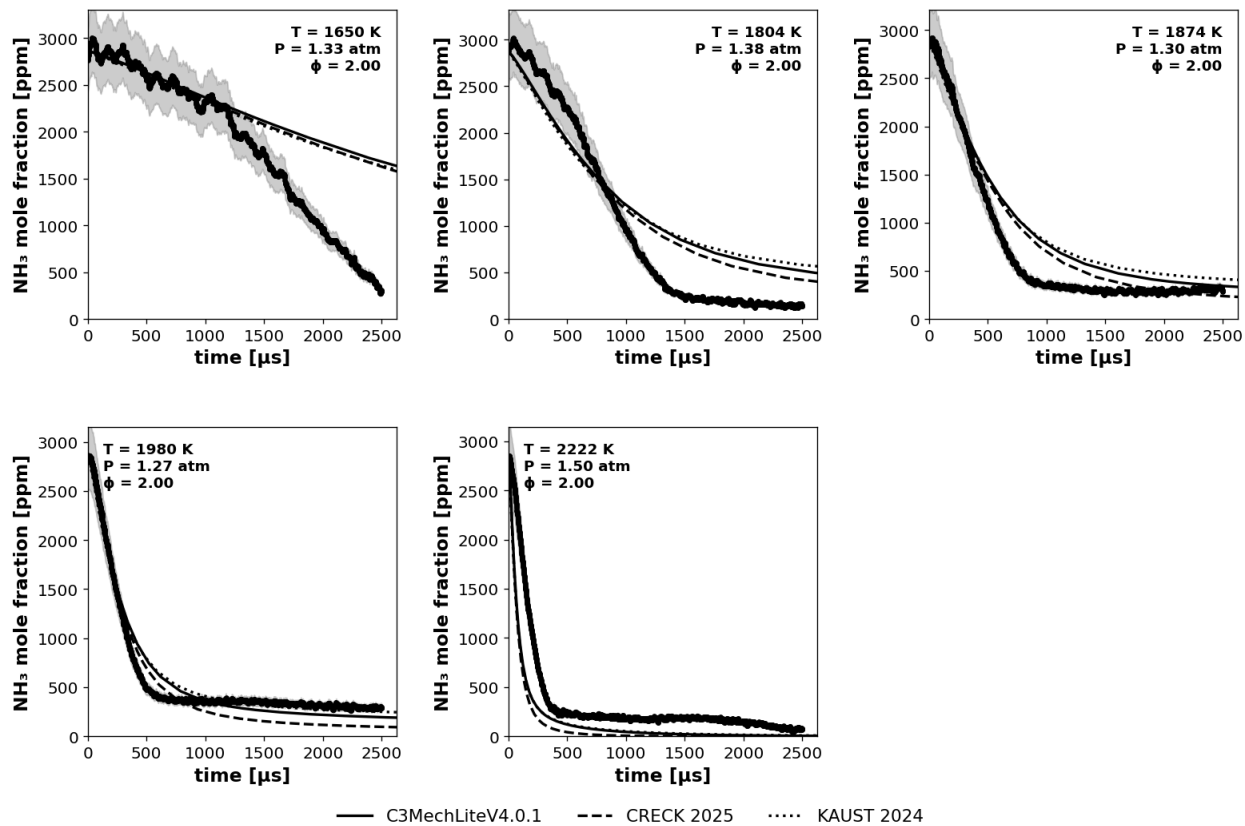 NH₃ mole fraction [ppm]
3000
2500
2000
1500
1000
500
0
T = 1650 K
P = 1.33 atm
ϕ = 2.00
0 500 1000 1500 2000 2500
time [µs]
NH₃ mole fraction [ppm]
3000
2500
2000
1500
1000
500
0
T = 1804 K
P = 1.38 atm
ϕ = 2.00
0 500 1000 1500 2000 2500
time [µs]
NH₃ mole fraction [ppm]
3000
2500
2000
1500
1000
500
0
T = 1874 K
P = 1.30 atm
ϕ = 2.00
0 500 1000 1500 2000 2500
time [µs]
NH₃ mole fraction [ppm]
3000
2500
2000
1500
1000
500
0
T = 1980 K
P = 1.27 atm
ϕ = 2.00
0 500 1000 1500 2000 2500
time [µs]
NH₃ mole fraction [ppm]
3000
2500
2000
1500
1000
500
0
T = 2222 K
P = 1.50 atm
ϕ = 2.00
0 500 1000 1500 2000 2500
time [µs]
C3MechLiteV4.0.1 CRECK 2025 KAUST 2024